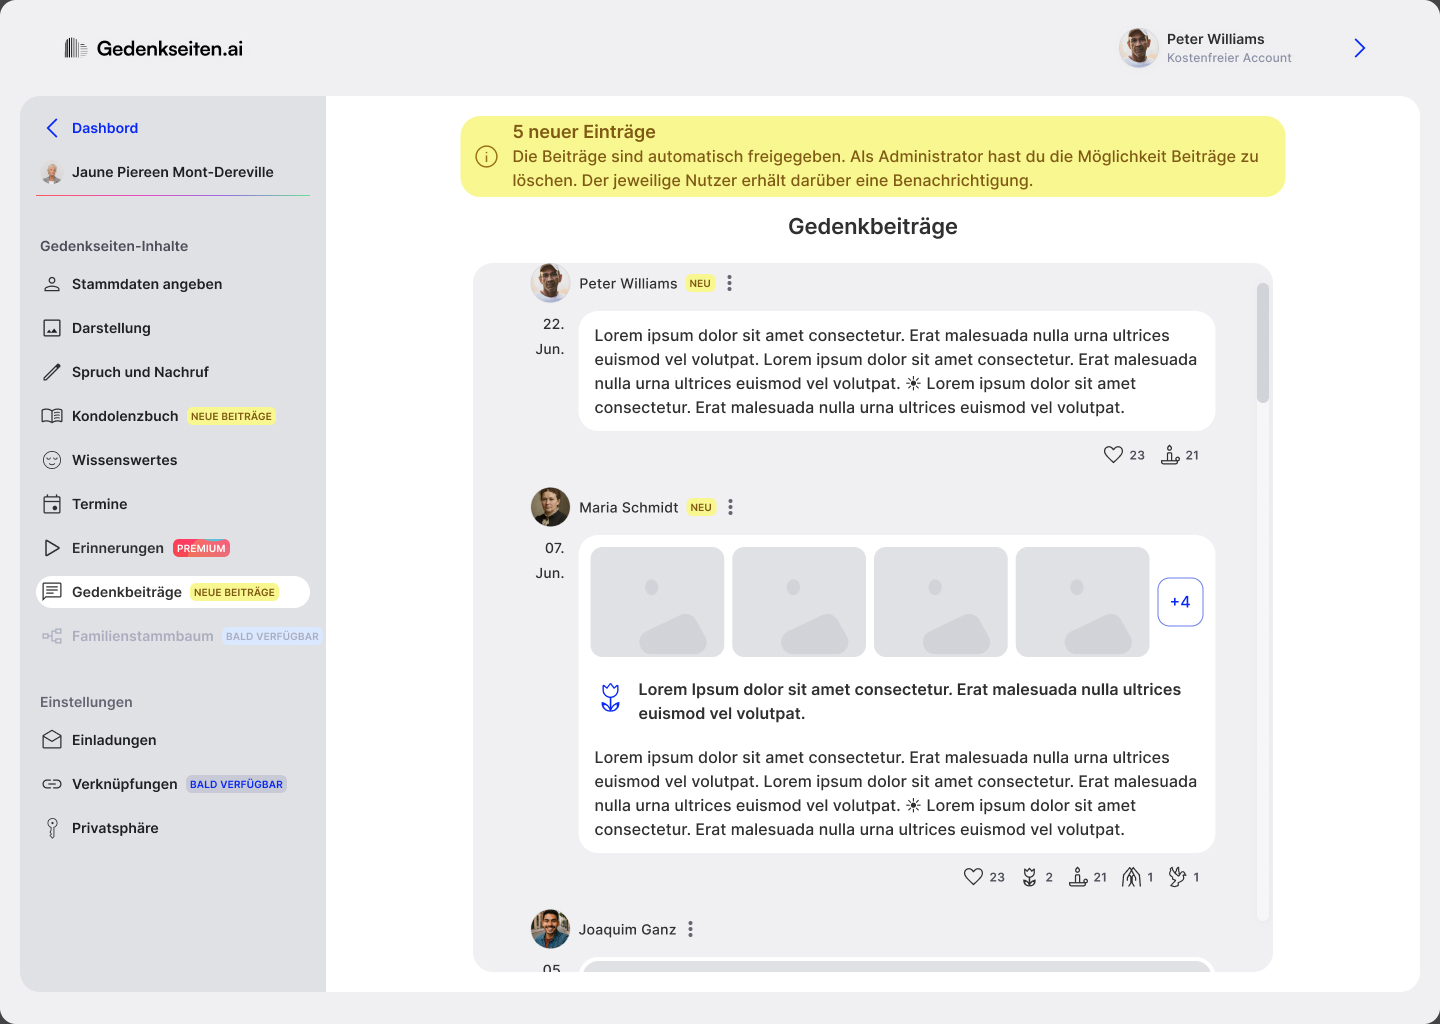 Gedenkseiten.ai
Peter Williams
Kostenfreier Account
Dashbord
Jaune Piereen Mont-Dereville
Gedenkseiten-Inhalte
Stammdaten angeben
Darstellung
Spruch und Nachruf
Kondolenzbuch NEUE BEITRÄGE
Wissenswertes
Termine
Erinnerungen PREMIUM
Gedenkbeiträge NEUE BEITRÄGE
Familienstammbaum BALD VERFÜGBAR
Einstellungen
Einladungen
Verknüpfungen BALD VERFÜGBAR
Privatsphäre
5 neuer Einträge
Die Beiträge sind automatisch freigegeben. Als Administrator hast du die Möglichkeit Beiträge zu
löschen. Der jeweilige Nutzer erhält darüber eine Benachrichtigung.
Gedenkbeiträge
Peter Williams NEU
22.
Jun.
Lorem ipsum dolor sit amet consectetur. Erat malesuada nulla urna ultrices
euismod vel volutpat. Lorem ipsum dolor sit amet consectetur. Erat malesuada
nulla urna ultrices euismod vel volutpat. ☀ Lorem ipsum dolor sit amet
consectetur. Erat malesuada nulla urna ultrices euismod vel volutpat.
23 21
Maria Schmidt NEU
07.
Jun.
+4
Lorem Ipsum dolor sit amet consectetur. Erat malesuada nulla ultrices
euismod vel volutpat.
Lorem ipsum dolor sit amet consectetur. Erat malesuada nulla urna ultrices
euismod vel volutpat. Lorem ipsum dolor sit amet consectetur. Erat malesuada
nulla urna ultrices euismod vel volutpat. ☀ Lorem ipsum dolor sit amet
consectetur. Erat malesuada nulla urna ultrices euismod vel volutpat.
23 2 21 1 1
Joaquim Ganz
05.